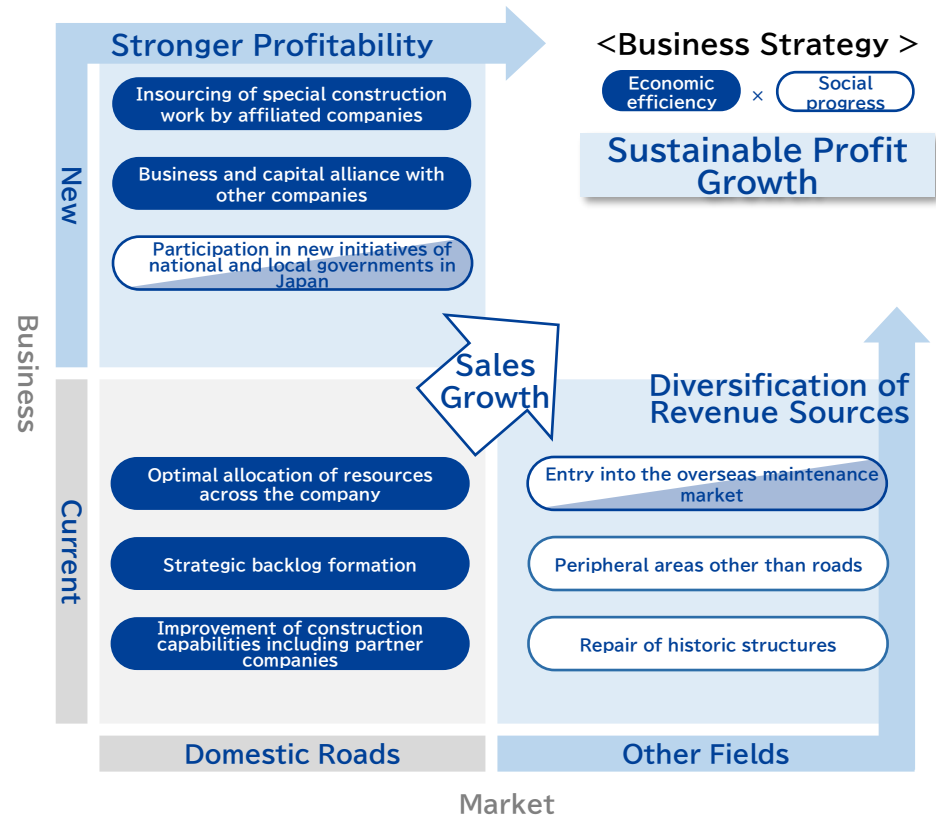 Stronger Profitability
<Business Strategy >
Economic
efficiency
×
Social
progress
Sustainable Profit
Growth
New
Insourcing of special construction
work by affiliated companies
Business and capital alliance with
other companies
Participation in new initiatives of
national and local governments in
Japan
Business
Sales
Growth
Diversification of
Revenue Sources
Current
Optimal allocation of resources
across the company
Strategic backlog formation
Improvement of construction
capabilities including partner
companies
Entry into the overseas maintenance
market
Peripheral areas other than roads
Repair of historic structures
Domestic Roads
Other Fields
Market